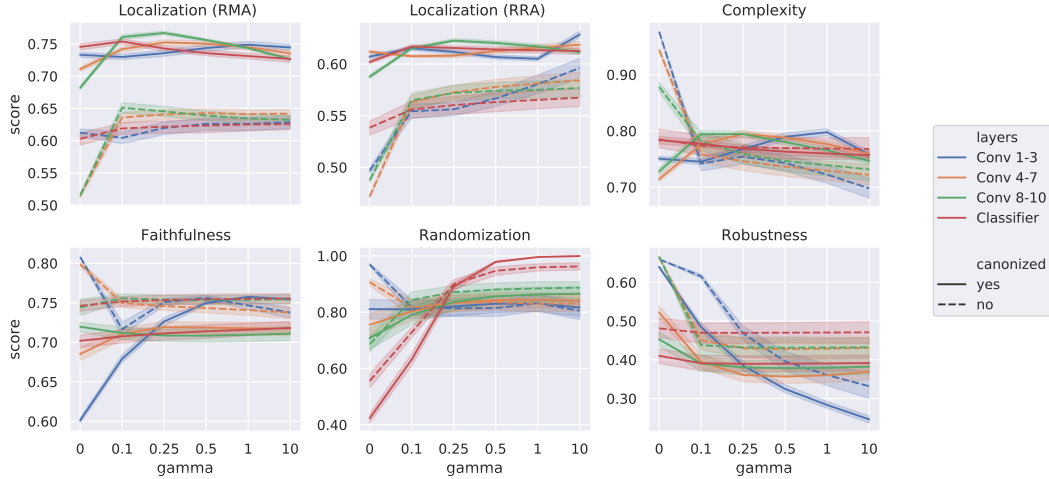 Localization (RMA)
score
0.75
0.70
0.65
0.60
0.55
0.50
Localization (RRA)
0.60
0.55
0.50
Complexity
0.90
0.80
0.70
layers
Conv 1-3
Conv 4-7
Conv 8-10
Classifier
canonized
yes
no
Faithfulness
score
0.80
0.75
0.70
0.65
0.60
0 0.1 0.25 0.5 1 10
gamma
Randomization
1.00
0.80
0.60
0.40
0 0.1 0.25 0.5 1 10
gamma
Robustness
0.60
0.50
0.40
0.30
0 0.1 0.25 0.5 1 10
gamma